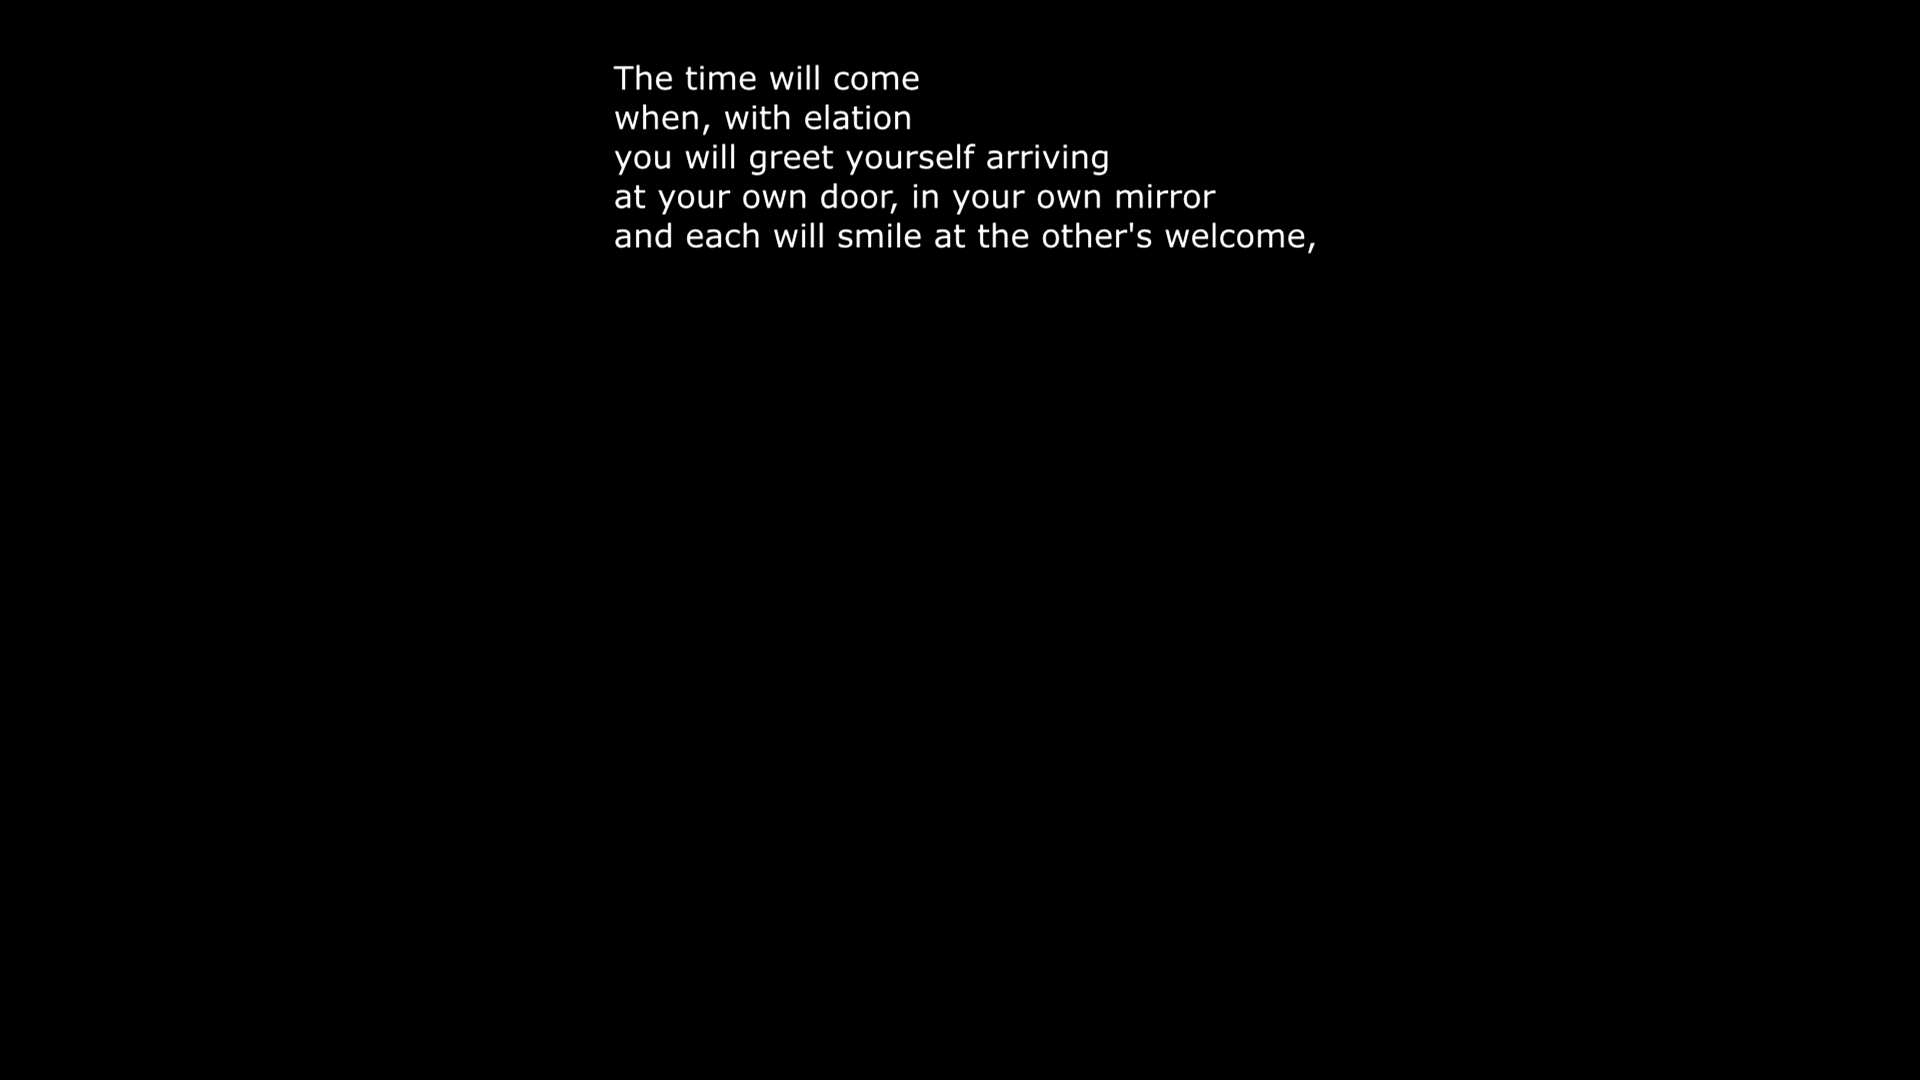 The time will come
when, with elation
you will greet yourself arriving
at your own door, in your own mirror
and each will smile at the other's welcome,